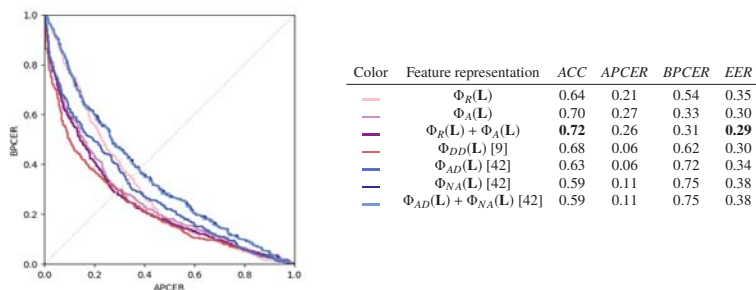 1.0
0.8
0.6
0.4
0.2
0.0
BPCER
0.0 0.2 0.4 0.6 0.8 1.0
APCER
Color Feature representation ACC APCER BPCER EER
Φ_R(L) 0.64 0.21 0.54 0.35
Φ_A(L) 0.70 0.27 0.33 0.30
Φ_R(L) + Φ_A(L) 0.72 0.26 0.31 0.29
Φ_DD(L) [9] 0.68 0.06 0.62 0.30
Φ_AD(L) [42] 0.63 0.06 0.72 0.34
Φ_NA(L) [42] 0.59 0.11 0.75 0.38
Φ_AD(L) + Φ_NA(L) [42] 0.59 0.11 0.75 0.38